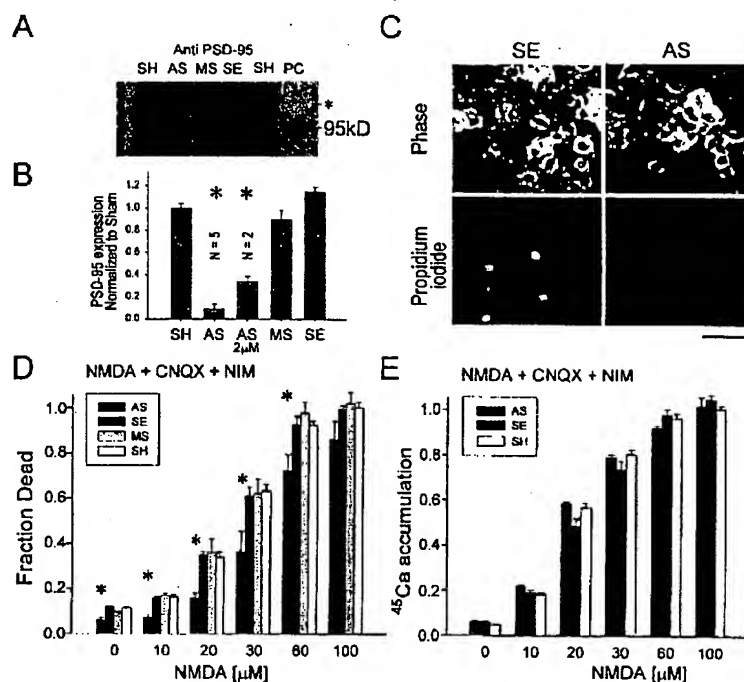 A
Anti PSD-95
SH AS MS SE SH PC
*
95kD
B
PSD-95 expression
Normalized to Sham
1.2
1.0
0.8
0.6
0.4
0.2
0.0
* *
N = 5
N = 2
SH AS AS MS SE
2µM
C
SE AS
Phase
Propidium
iodide
D
NMDA + CNQX + NIM
Fraction Dead
1.0
0.8
0.6
0.4
0.2
0.0
AS
SE
MS
SH
* * * * *
0 10 20 30 60 100
NMDA [µM]
E
NMDA + CNQX + NIM
45Ca accumulation
1.0
0.8
0.6
0.4
0.2
0.0
AS
SE
SH
0 10 20 30 60 100
NMDA [µM]